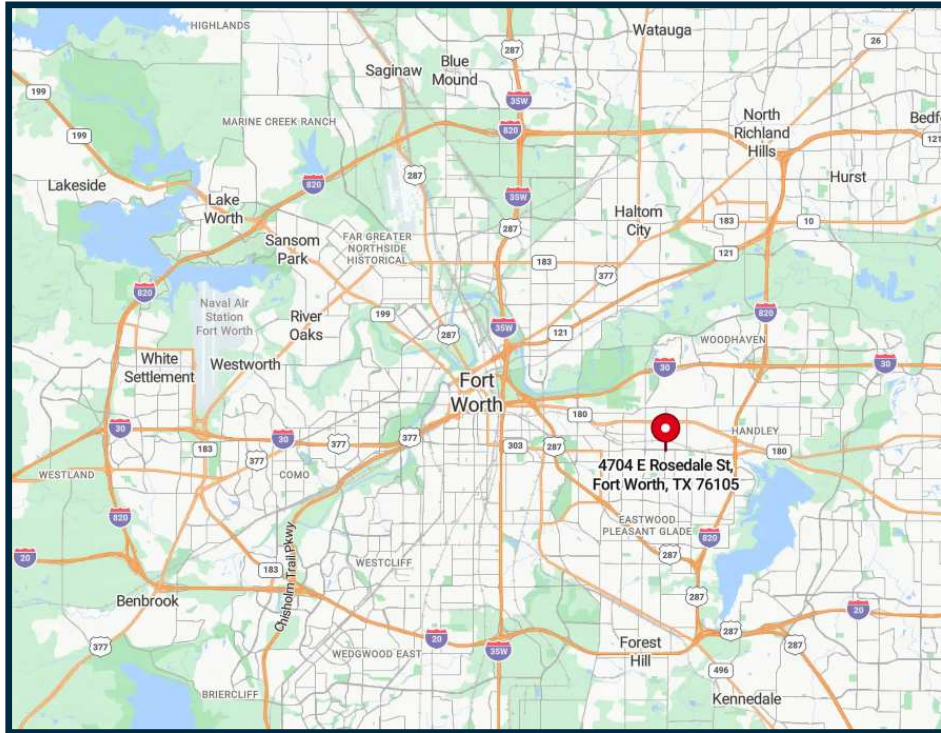 HIGHLANDS
287
Watauga
26
Saginaw
Blue
Mound
35W
199
820
North
Richland
Hills
Bedf
121
MARINE CREEK RANCH
199
287
Lakeside
820
35W
Hurst
Lake
Worth
Haltom
City
183
10
287
Sansom
Park
FAR GREATER
NORTHSIDE
HISTORICAL
183
377
121
820
Naval Air
Station
Fort Worth
River
Oaks
199
287
35W
121
820
WOODHAVEN
White
Settlement
Westworth
30
30
Fort
Worth
180
HANDLEY
30
183
30
377
377
303
287
180
4704 E Rosedale St,
Fort Worth, TX 76105
WESTLAND
377
COMO
820
EASTWOOD
PLEASANT GLADE
820
20
Chisholm Trail Pkwy
WESTCLIFF
287
183
287
Benbrook
20
20
287
377
WEDGWOOD EAST
35W
Forest
Hill
287
496
BRIERCLIFF
Kennedale